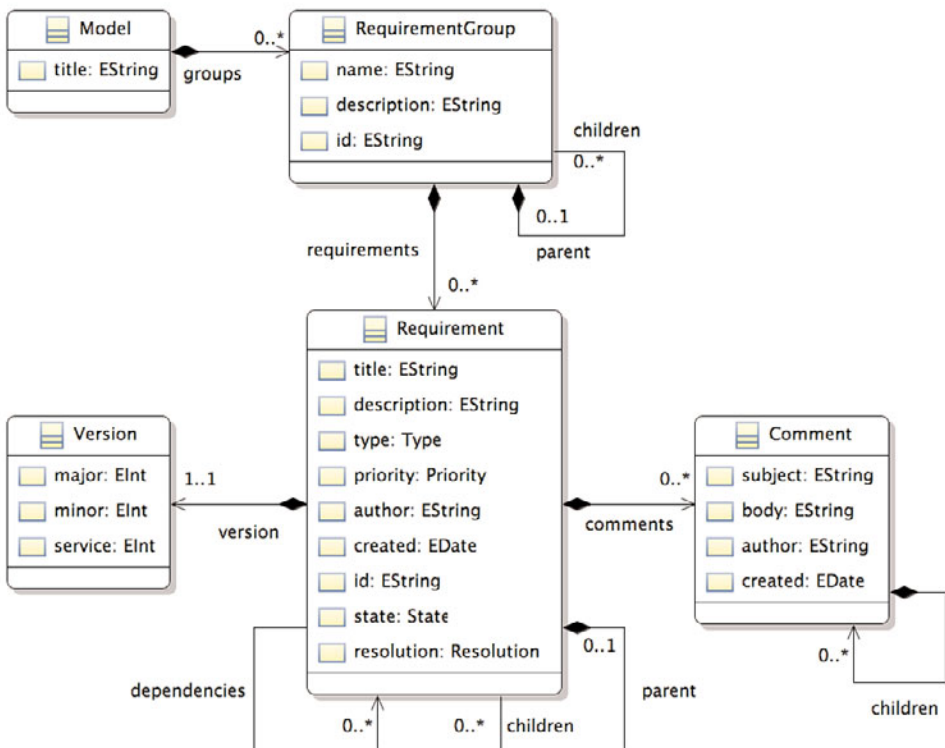 Model
title: EString
0..*
groups
RequirementGroup
name: EString
description: EString
id: EString
children
0..*
0..1
parent
requirements
0..*
Requirement
title: EString
description: EString
type: Type
priority: Priority
author: EString
created: EDate
id: EString
state: State
resolution: Resolution
Version
major: EInt
minor: EInt
service: EInt
1..1
version
0..*
comments
Comment
subject: EString
body: EString
author: EString
created: EDate
0..*
children
dependencies
0..*
0..*
children
0..1
parent